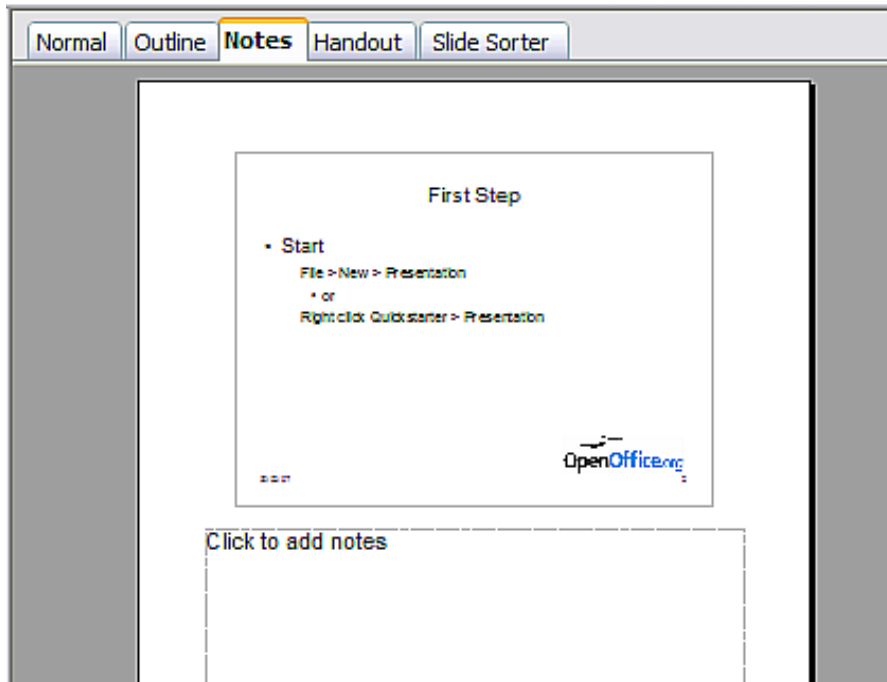 Normal Outline Notes Handout Slide Sorter
First Step
• Start
File > New > Presentation
• or
Right click Quickstarter > Presentation
OpenOffice.org
Click to add notes